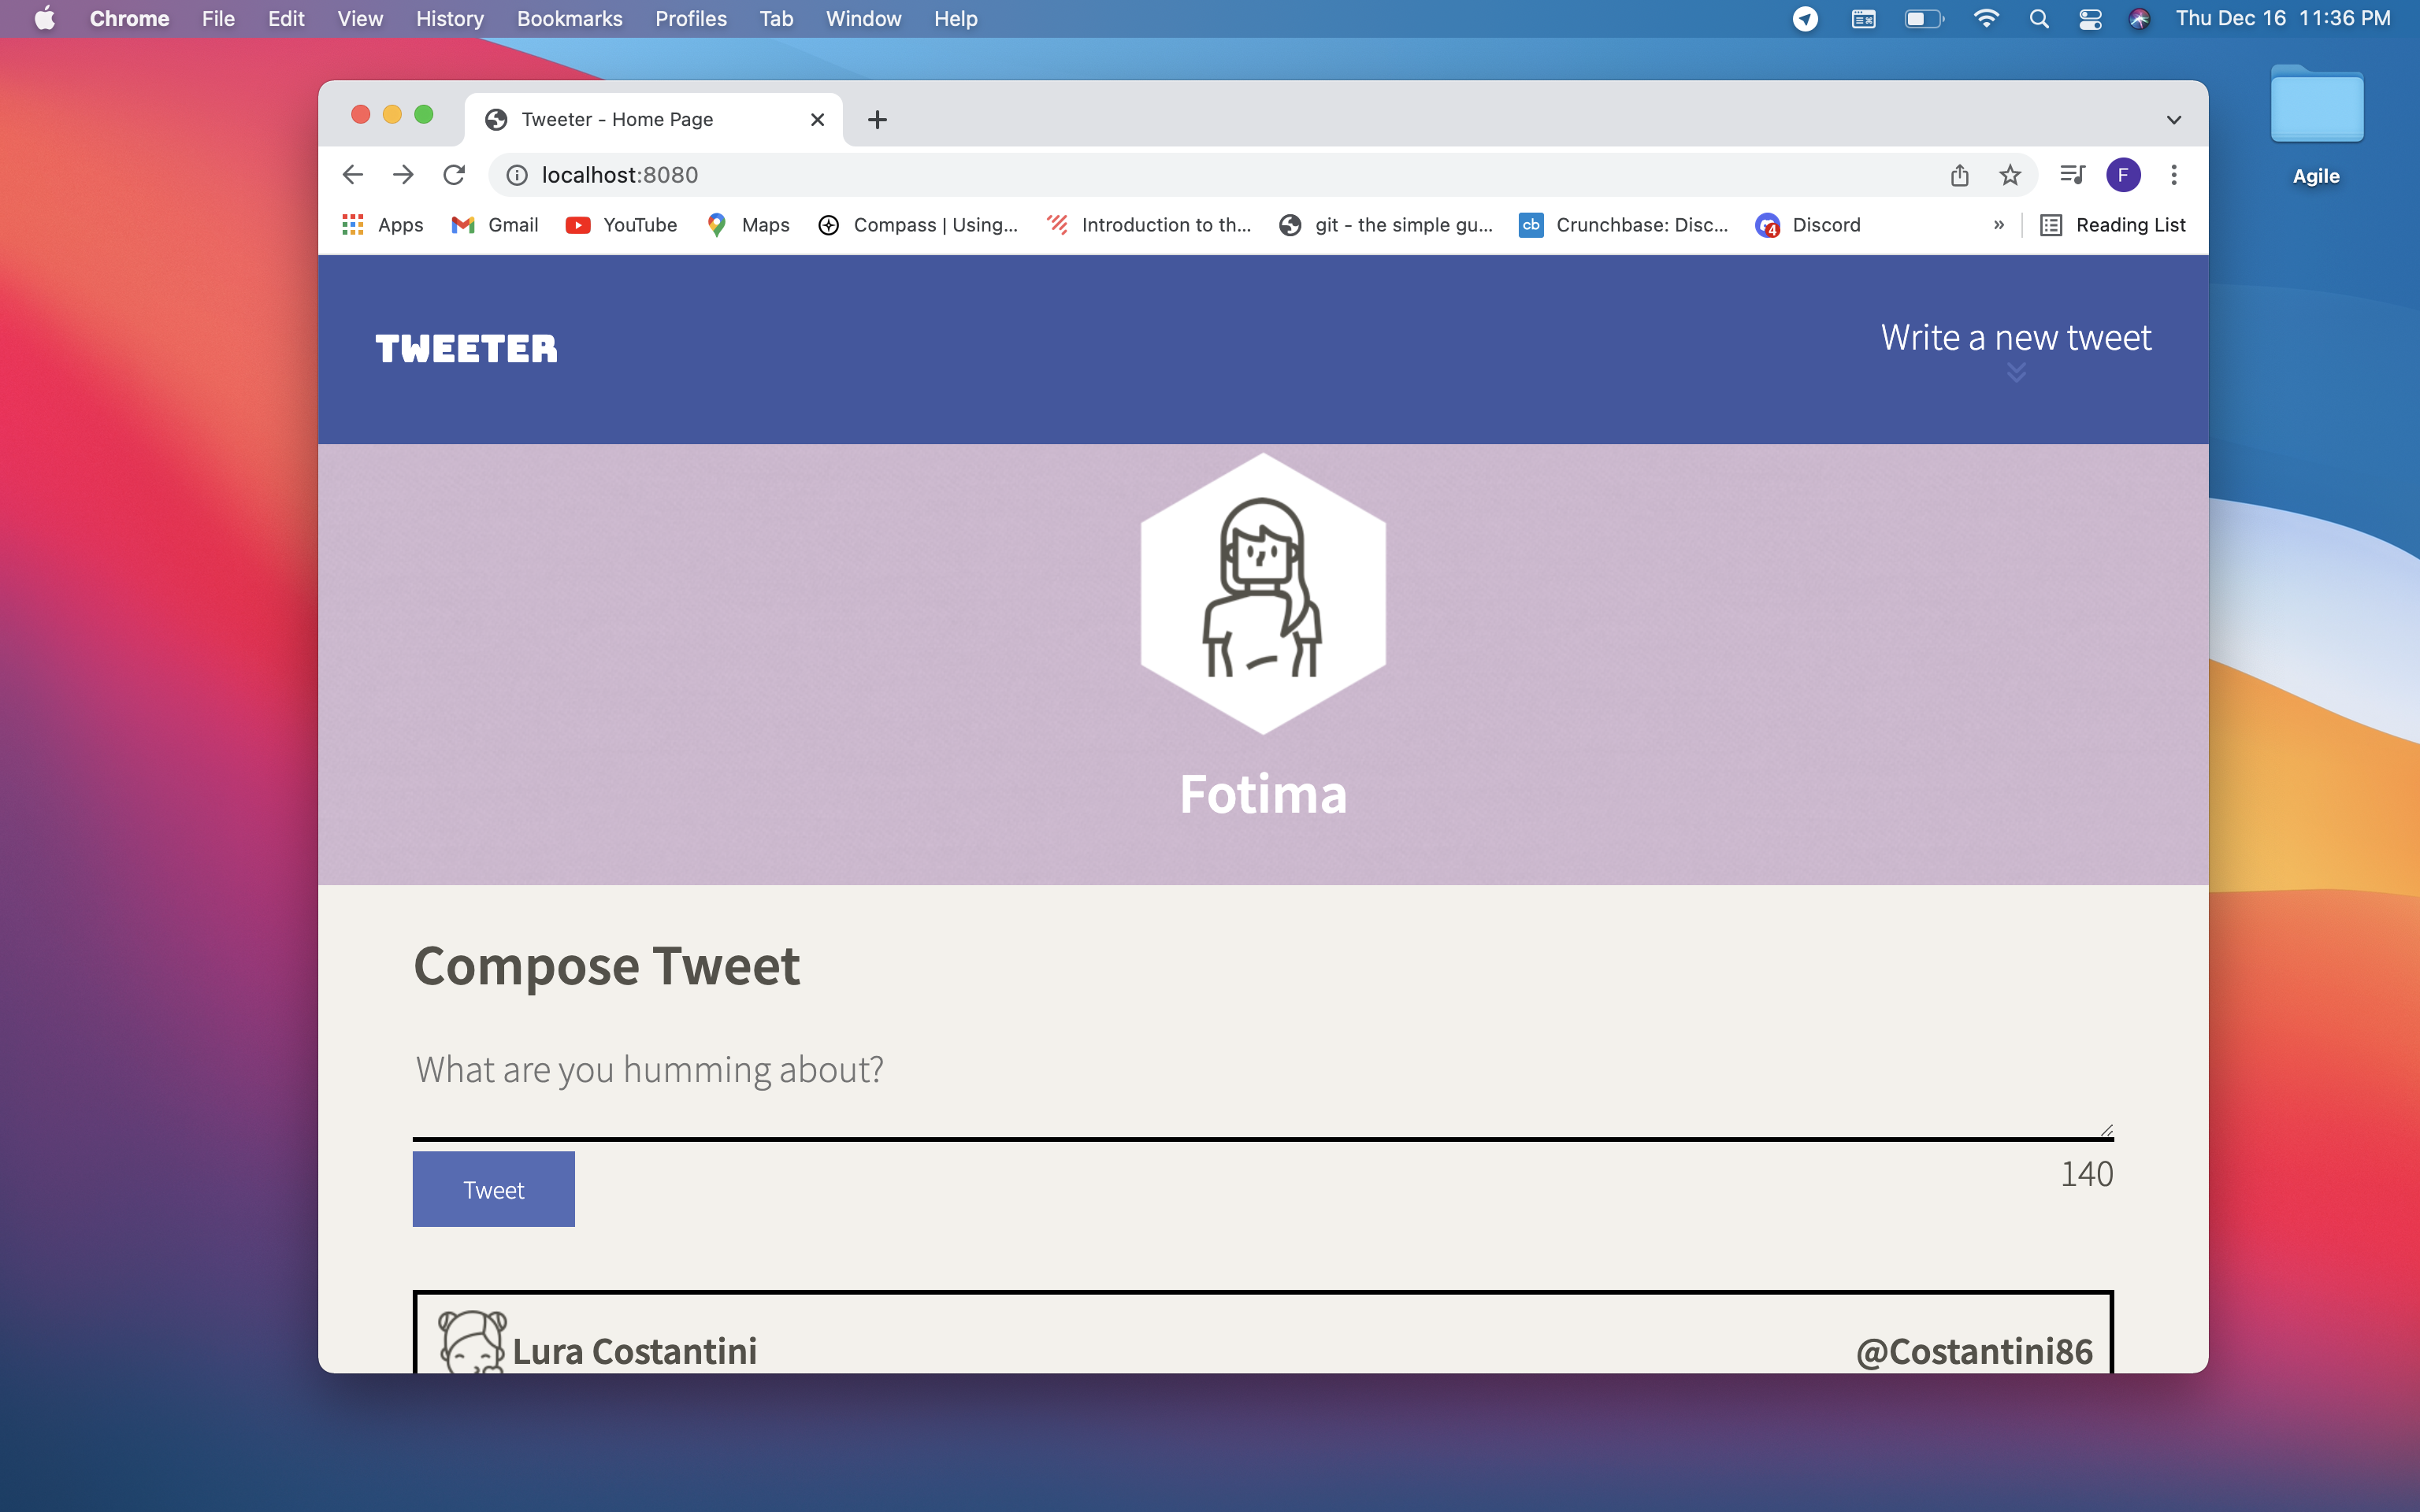 Chrome File Edit View History Bookmarks Profiles Tab Window Help Thu Dec 16 11:36 PM
Agile
Tweeter - Home Page
localhost:8080 F
Apps Gmail YouTube Maps Compass | Using... Introduction to th... git - the simple gu... cb Crunchbase: Disc... 4 Discord » Reading List
TWEETER
Write a new tweet
Fotima
Compose Tweet
What are you humming about?
Tweet
140
Lura Costantini @Costantini86